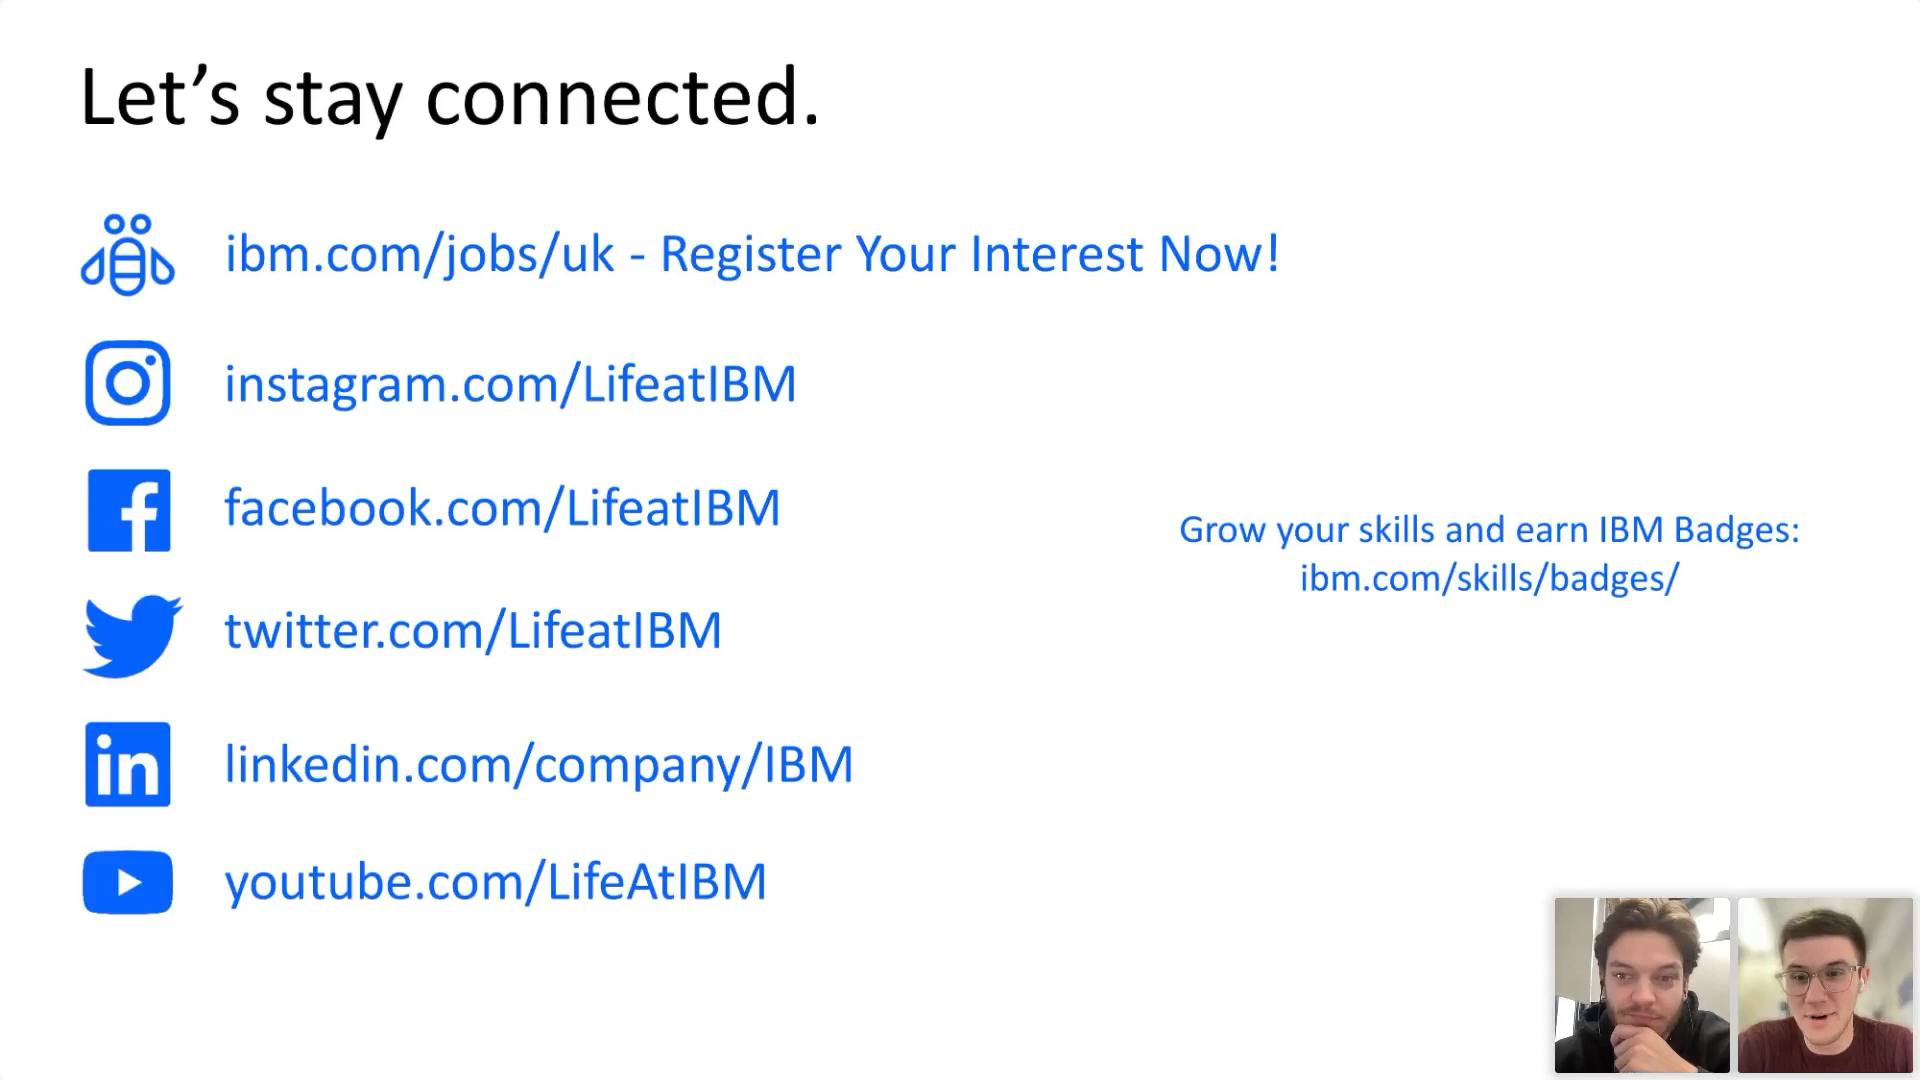 Let's stay connected.
ibm.com/jobs/uk - Register Your Interest Now!
instagram.com/LifeatIBM
facebook.com/LifeatIBM
twitter.com/LifeatIBM
linkedin.com/company/IBM
youtube.com/LifeAtIBM
Grow your skills and earn IBM Badges:
ibm.com/skills/badges/